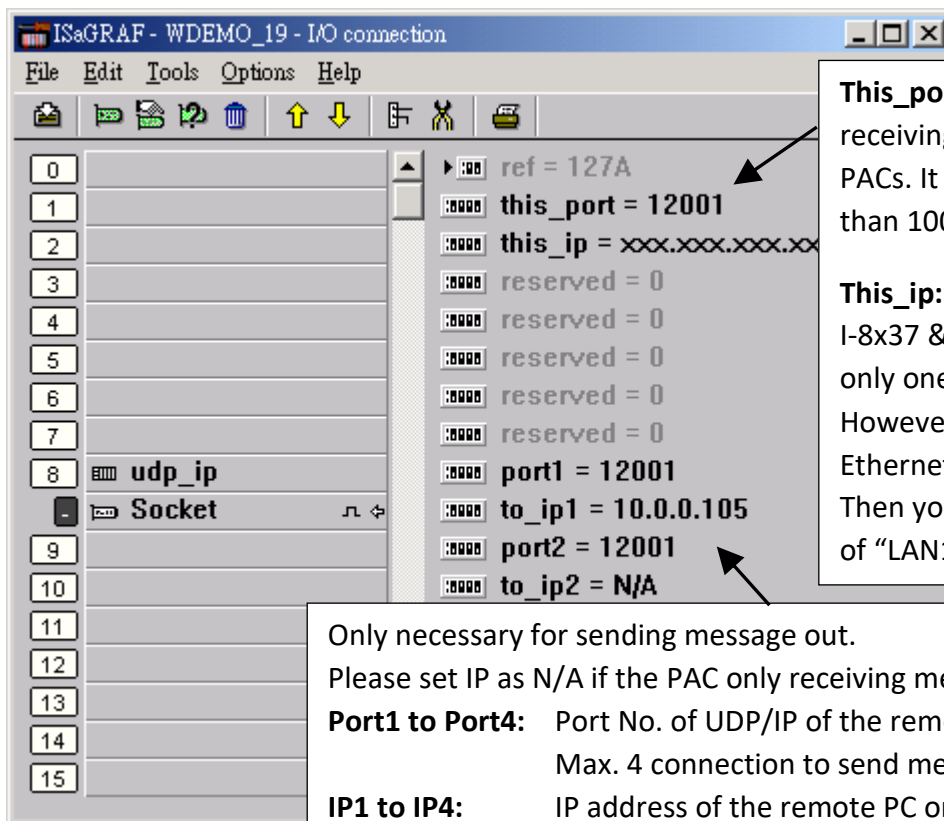 ISaGRAF - WDEMO_19 - I/O connection
File Edit Tools Options Help
0
1
2
3
4
5
6
7
8 udp_ip
- Socket
9
10
11
12
13
14
15
ref = 127A
this_port = 12001
this_ip = xxx.xxx.xxx.xx
reserved = 0
reserved = 0
reserved = 0
reserved = 0
reserved = 0
port1 = 12001
to_ip1 = 10.0.0.105
port2 = 12001
to_ip2 = N/A
This_po
receiving
PACs. It
than 100
This_ip:
I-8x37 &
only one
Howeve
Etherne
Then yo
of “LAN1
Only necessary for sending message out.
Please set IP as N/A if the PAC only receiving me
Port1 to Port4: Port No. of UDP/IP of the rem
Max. 4 connection to send me
IP1 to IP4: IP address of the remote PC o